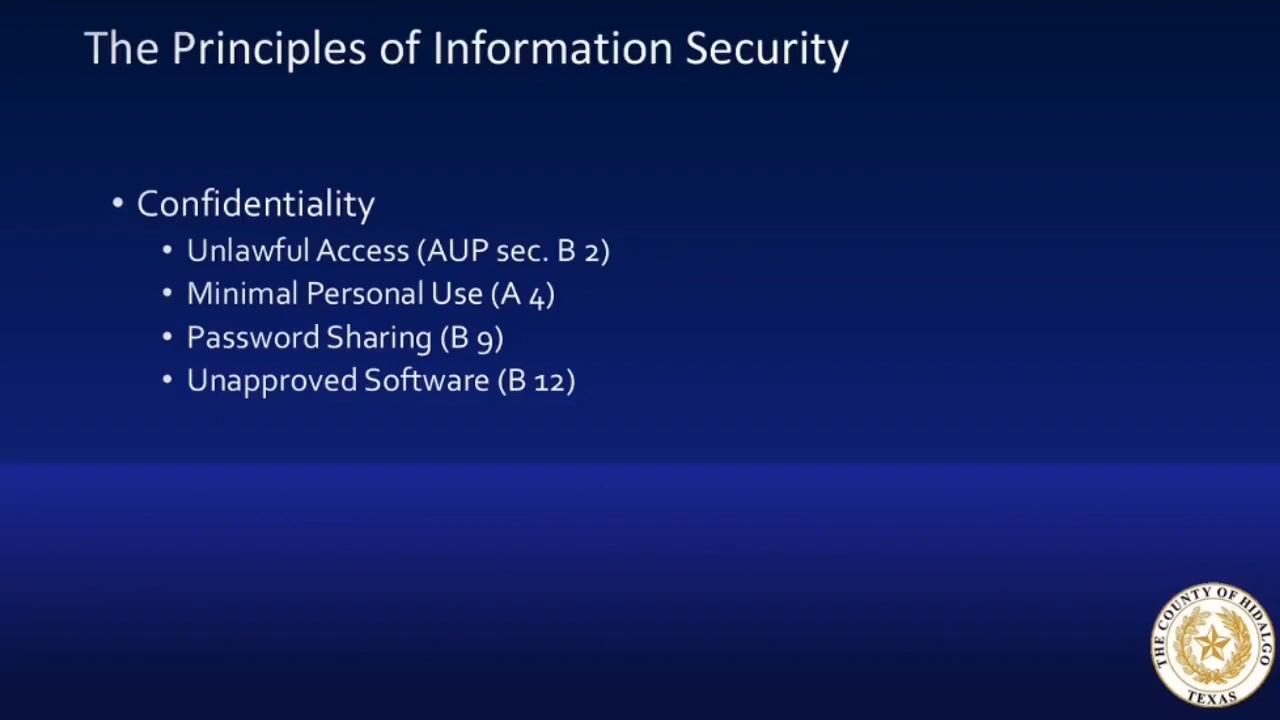 The Principles of Information Security
• Confidentiality
• Unlawful Access (AUP sec. B 2)
• Minimal Personal Use (A 4)
• Password Sharing (B 9)
• Unapproved Software (B 12)
THE COUNTY OF HIDALGO
TEXAS